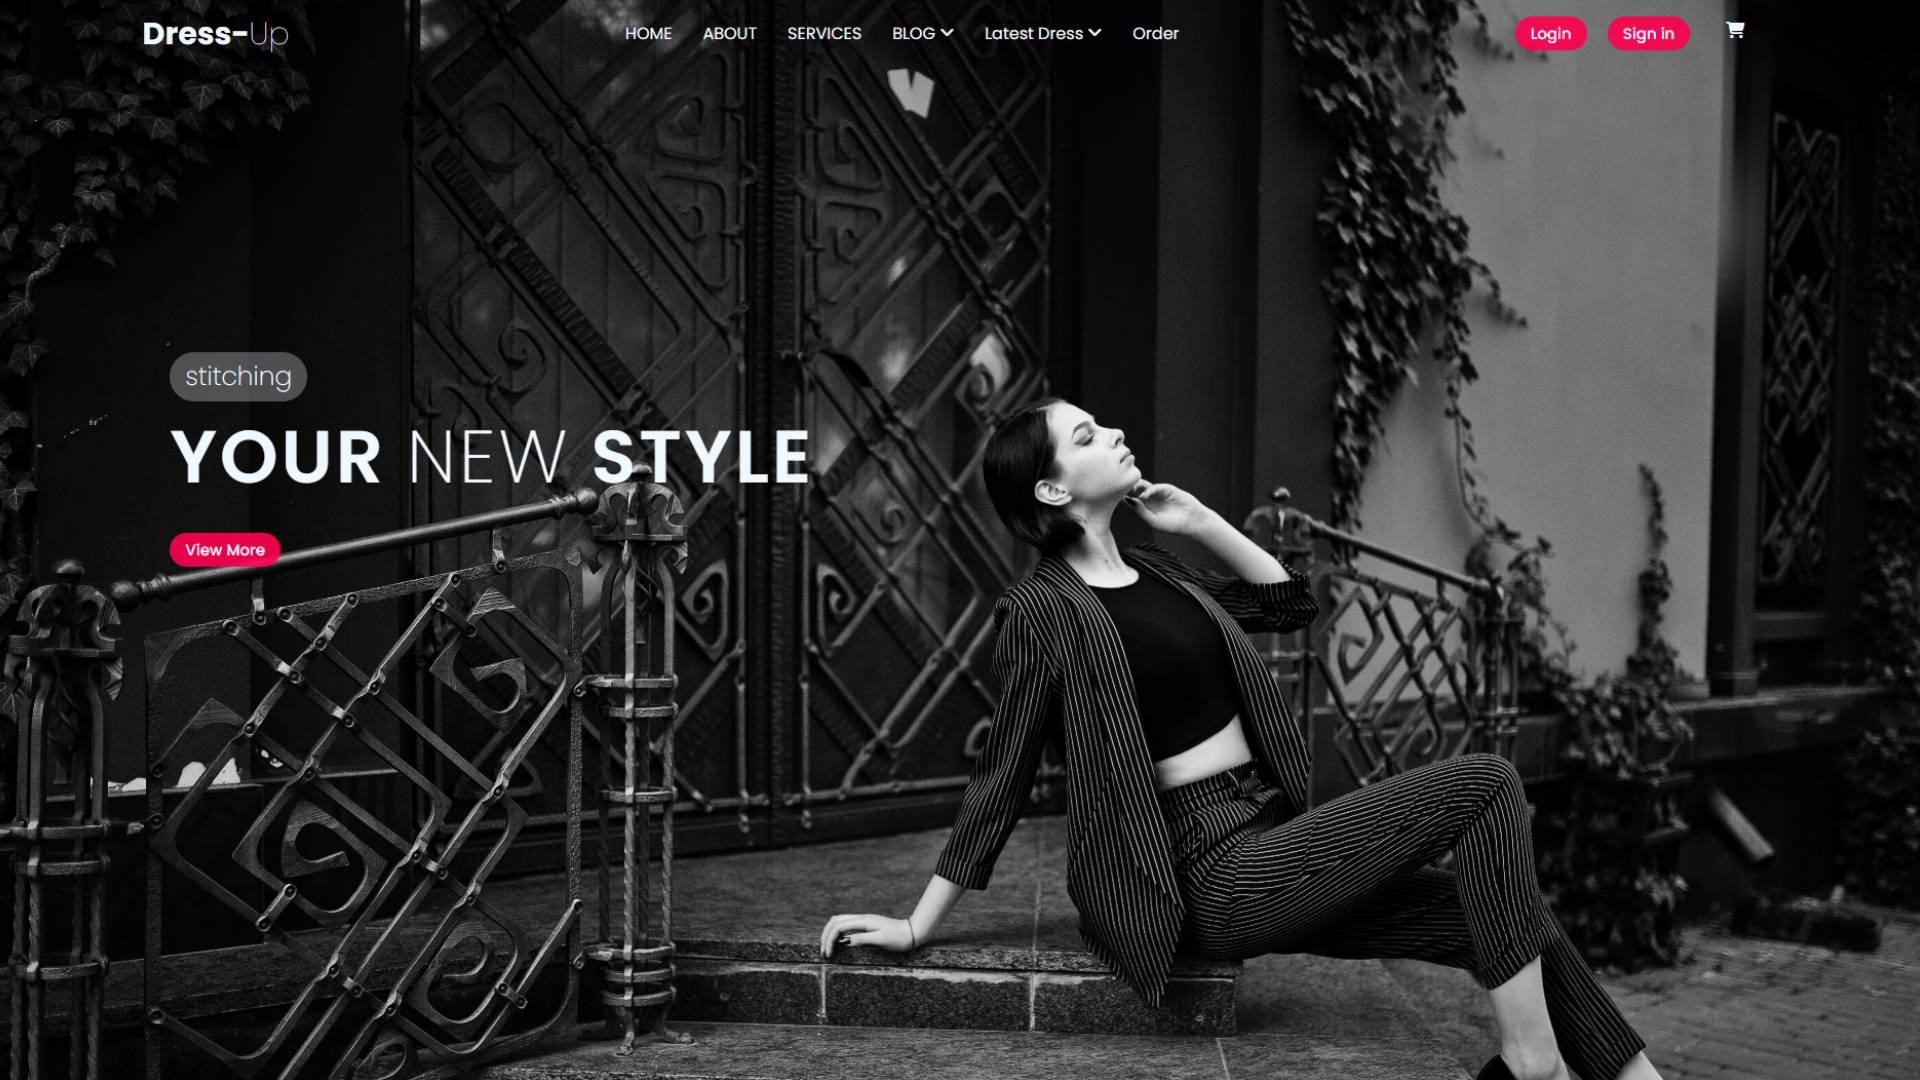 Dress-Up
HOME ABOUT SERVICES BLOG Latest Dress Order
Login Sign in
stitching
YOUR NEW STYLE
View More